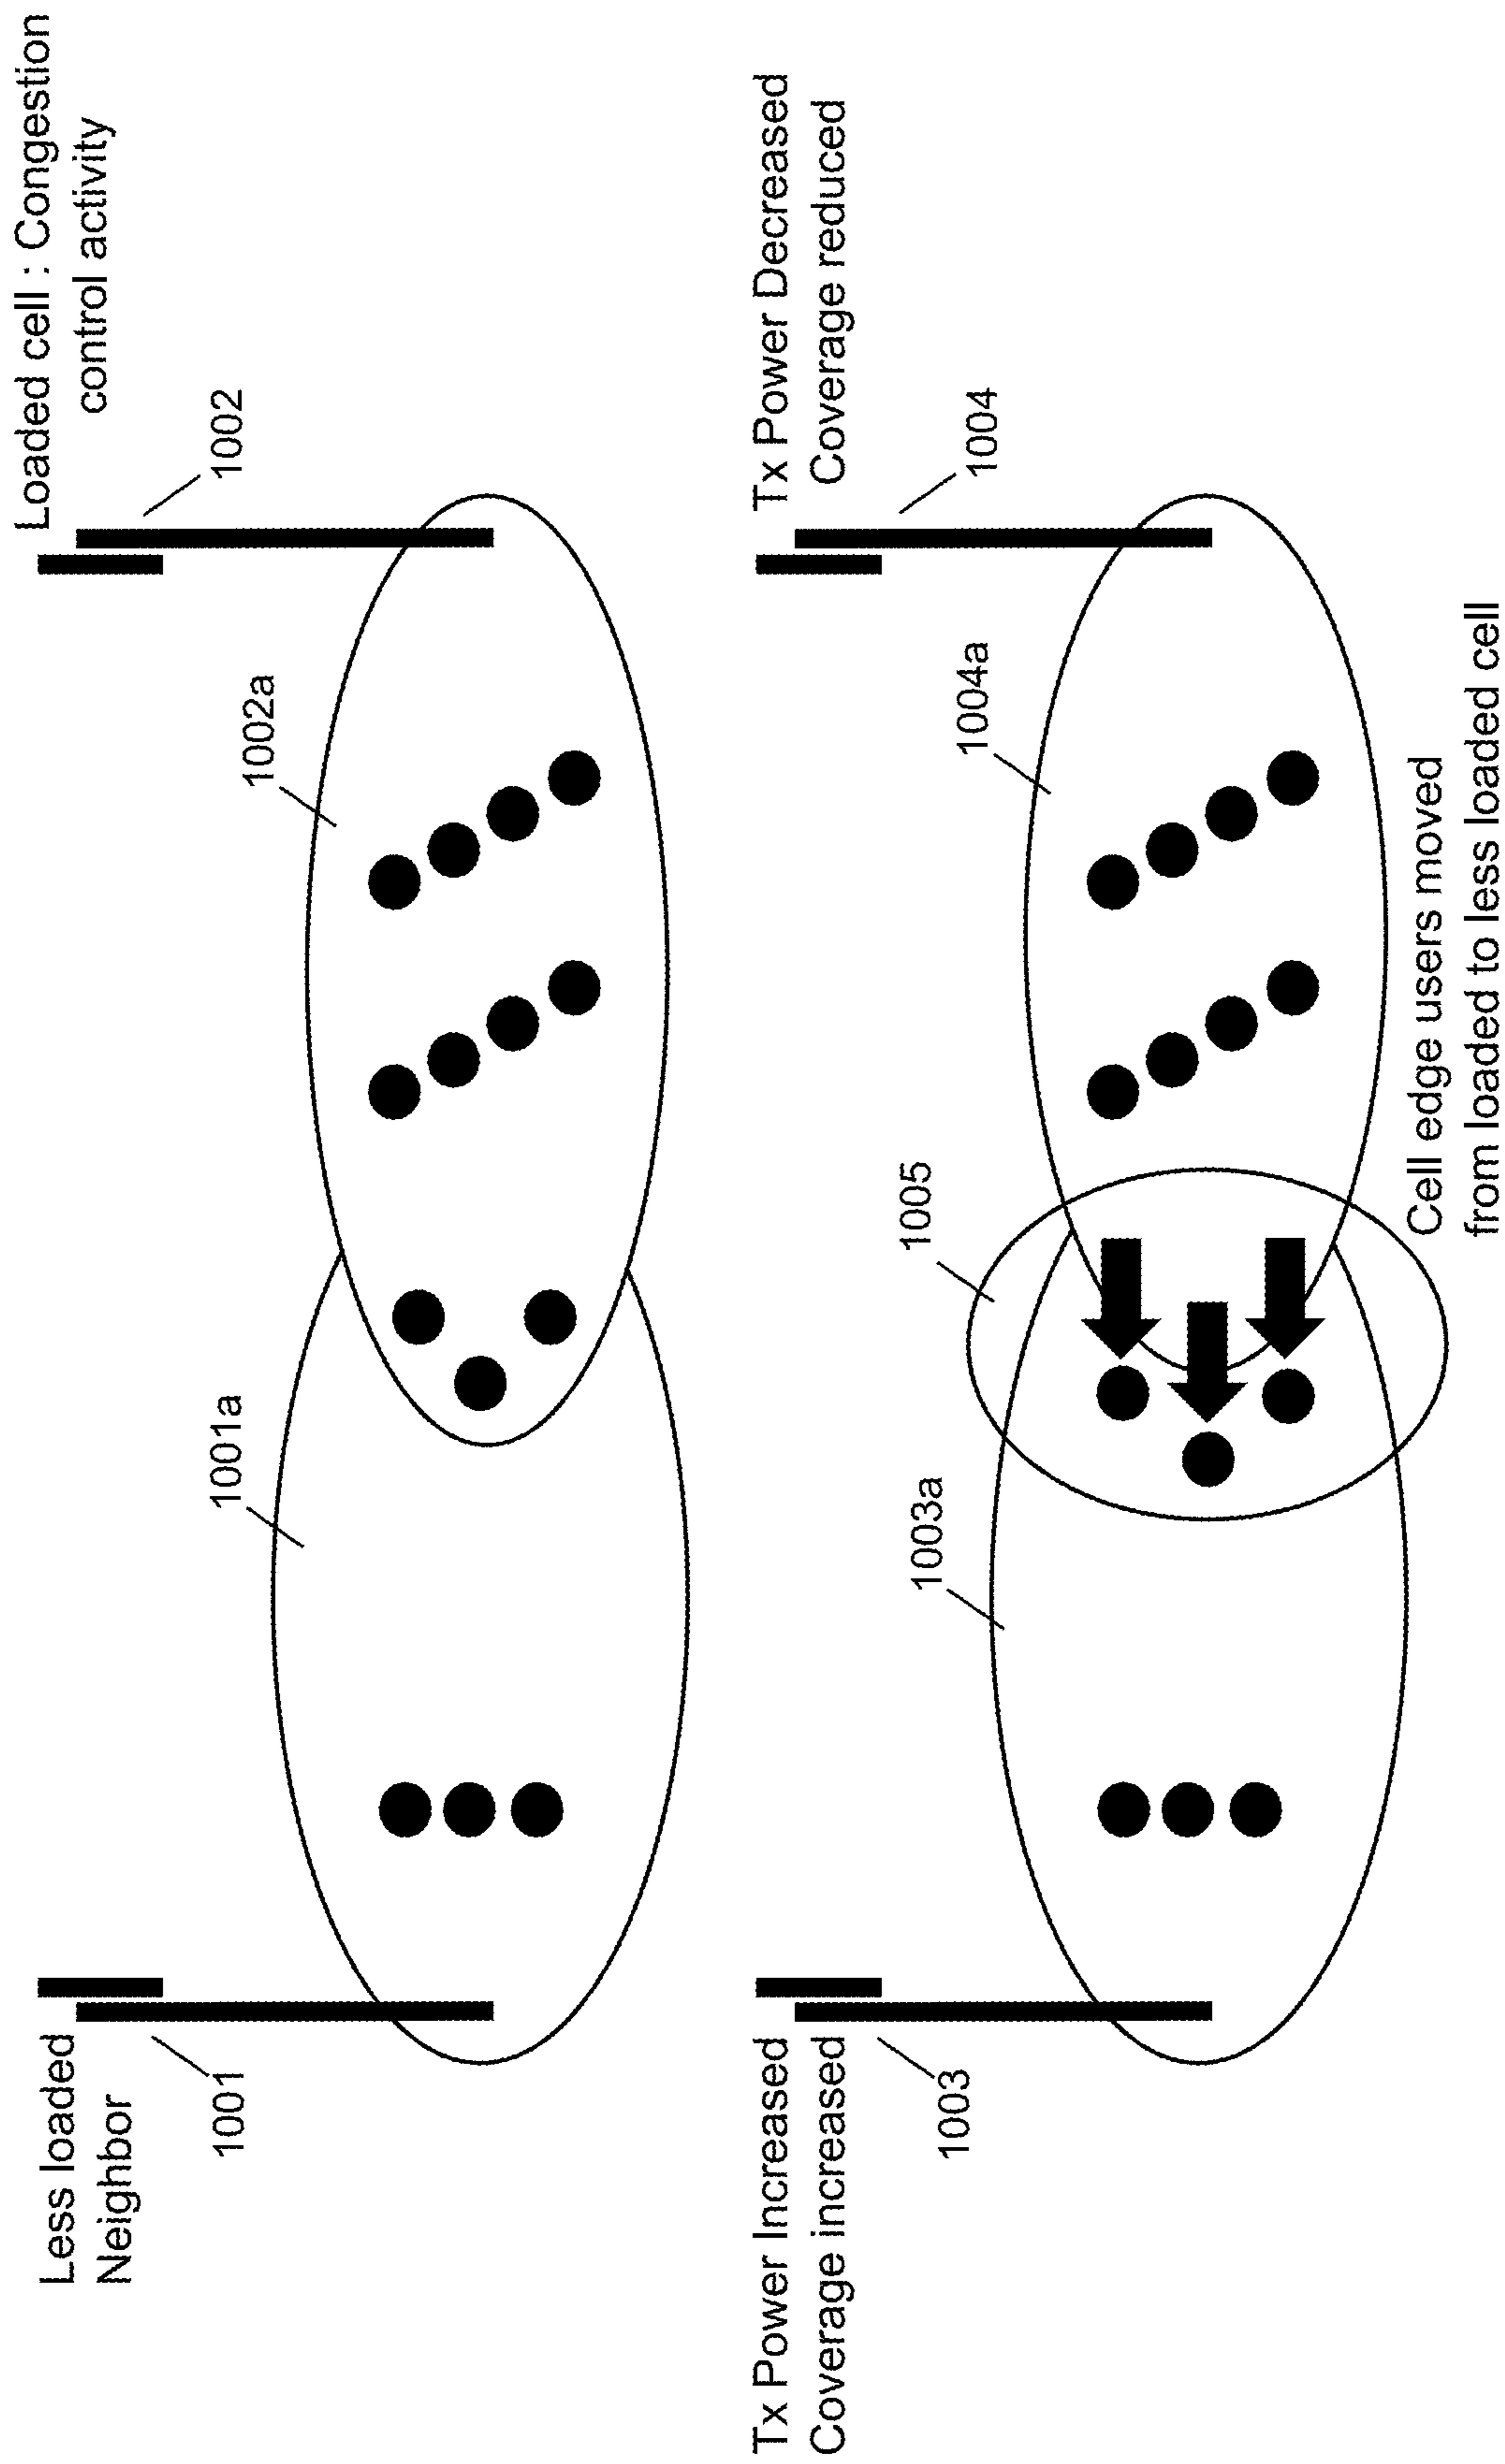 Less loaded
Neighbor
1001
1001a
1002a
1002
Loaded cell : Congestion
control activity
Tx Power Increased
Coverage increased
1003
1003a
1005
1004a
1004
Tx Power Decreased
Coverage reduced
Cell edge users moved
from loaded to less loaded cell